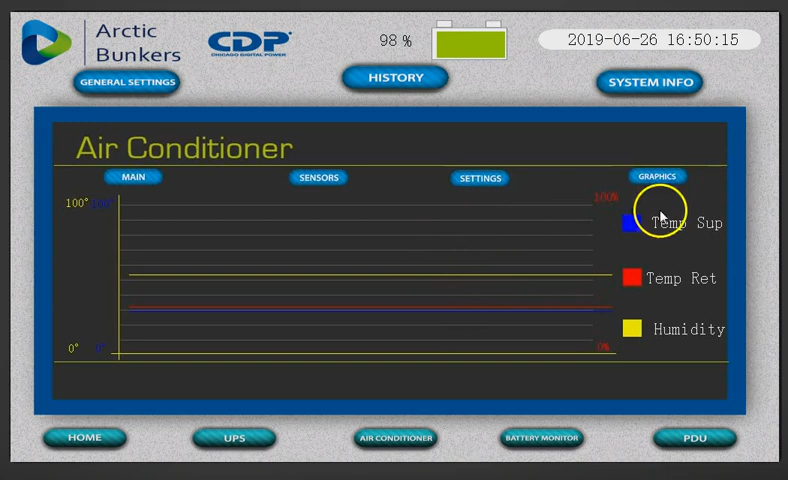 Arctic
Bunkers
CDP
CHICAGO DIGITAL POWER
98 %
2019-06-26 16:50:15
GENERAL SETTINGS
HISTORY
SYSTEM INFO
Air Conditioner
MAIN
SENSORS
SETTINGS
GRAPHICS
100° 100°
100%
Temp Sup
Temp Ret
Humidity
0° 0°
0%
HOME
UPS
AIR CONDITIONER
BATTERY MONITOR
PDU